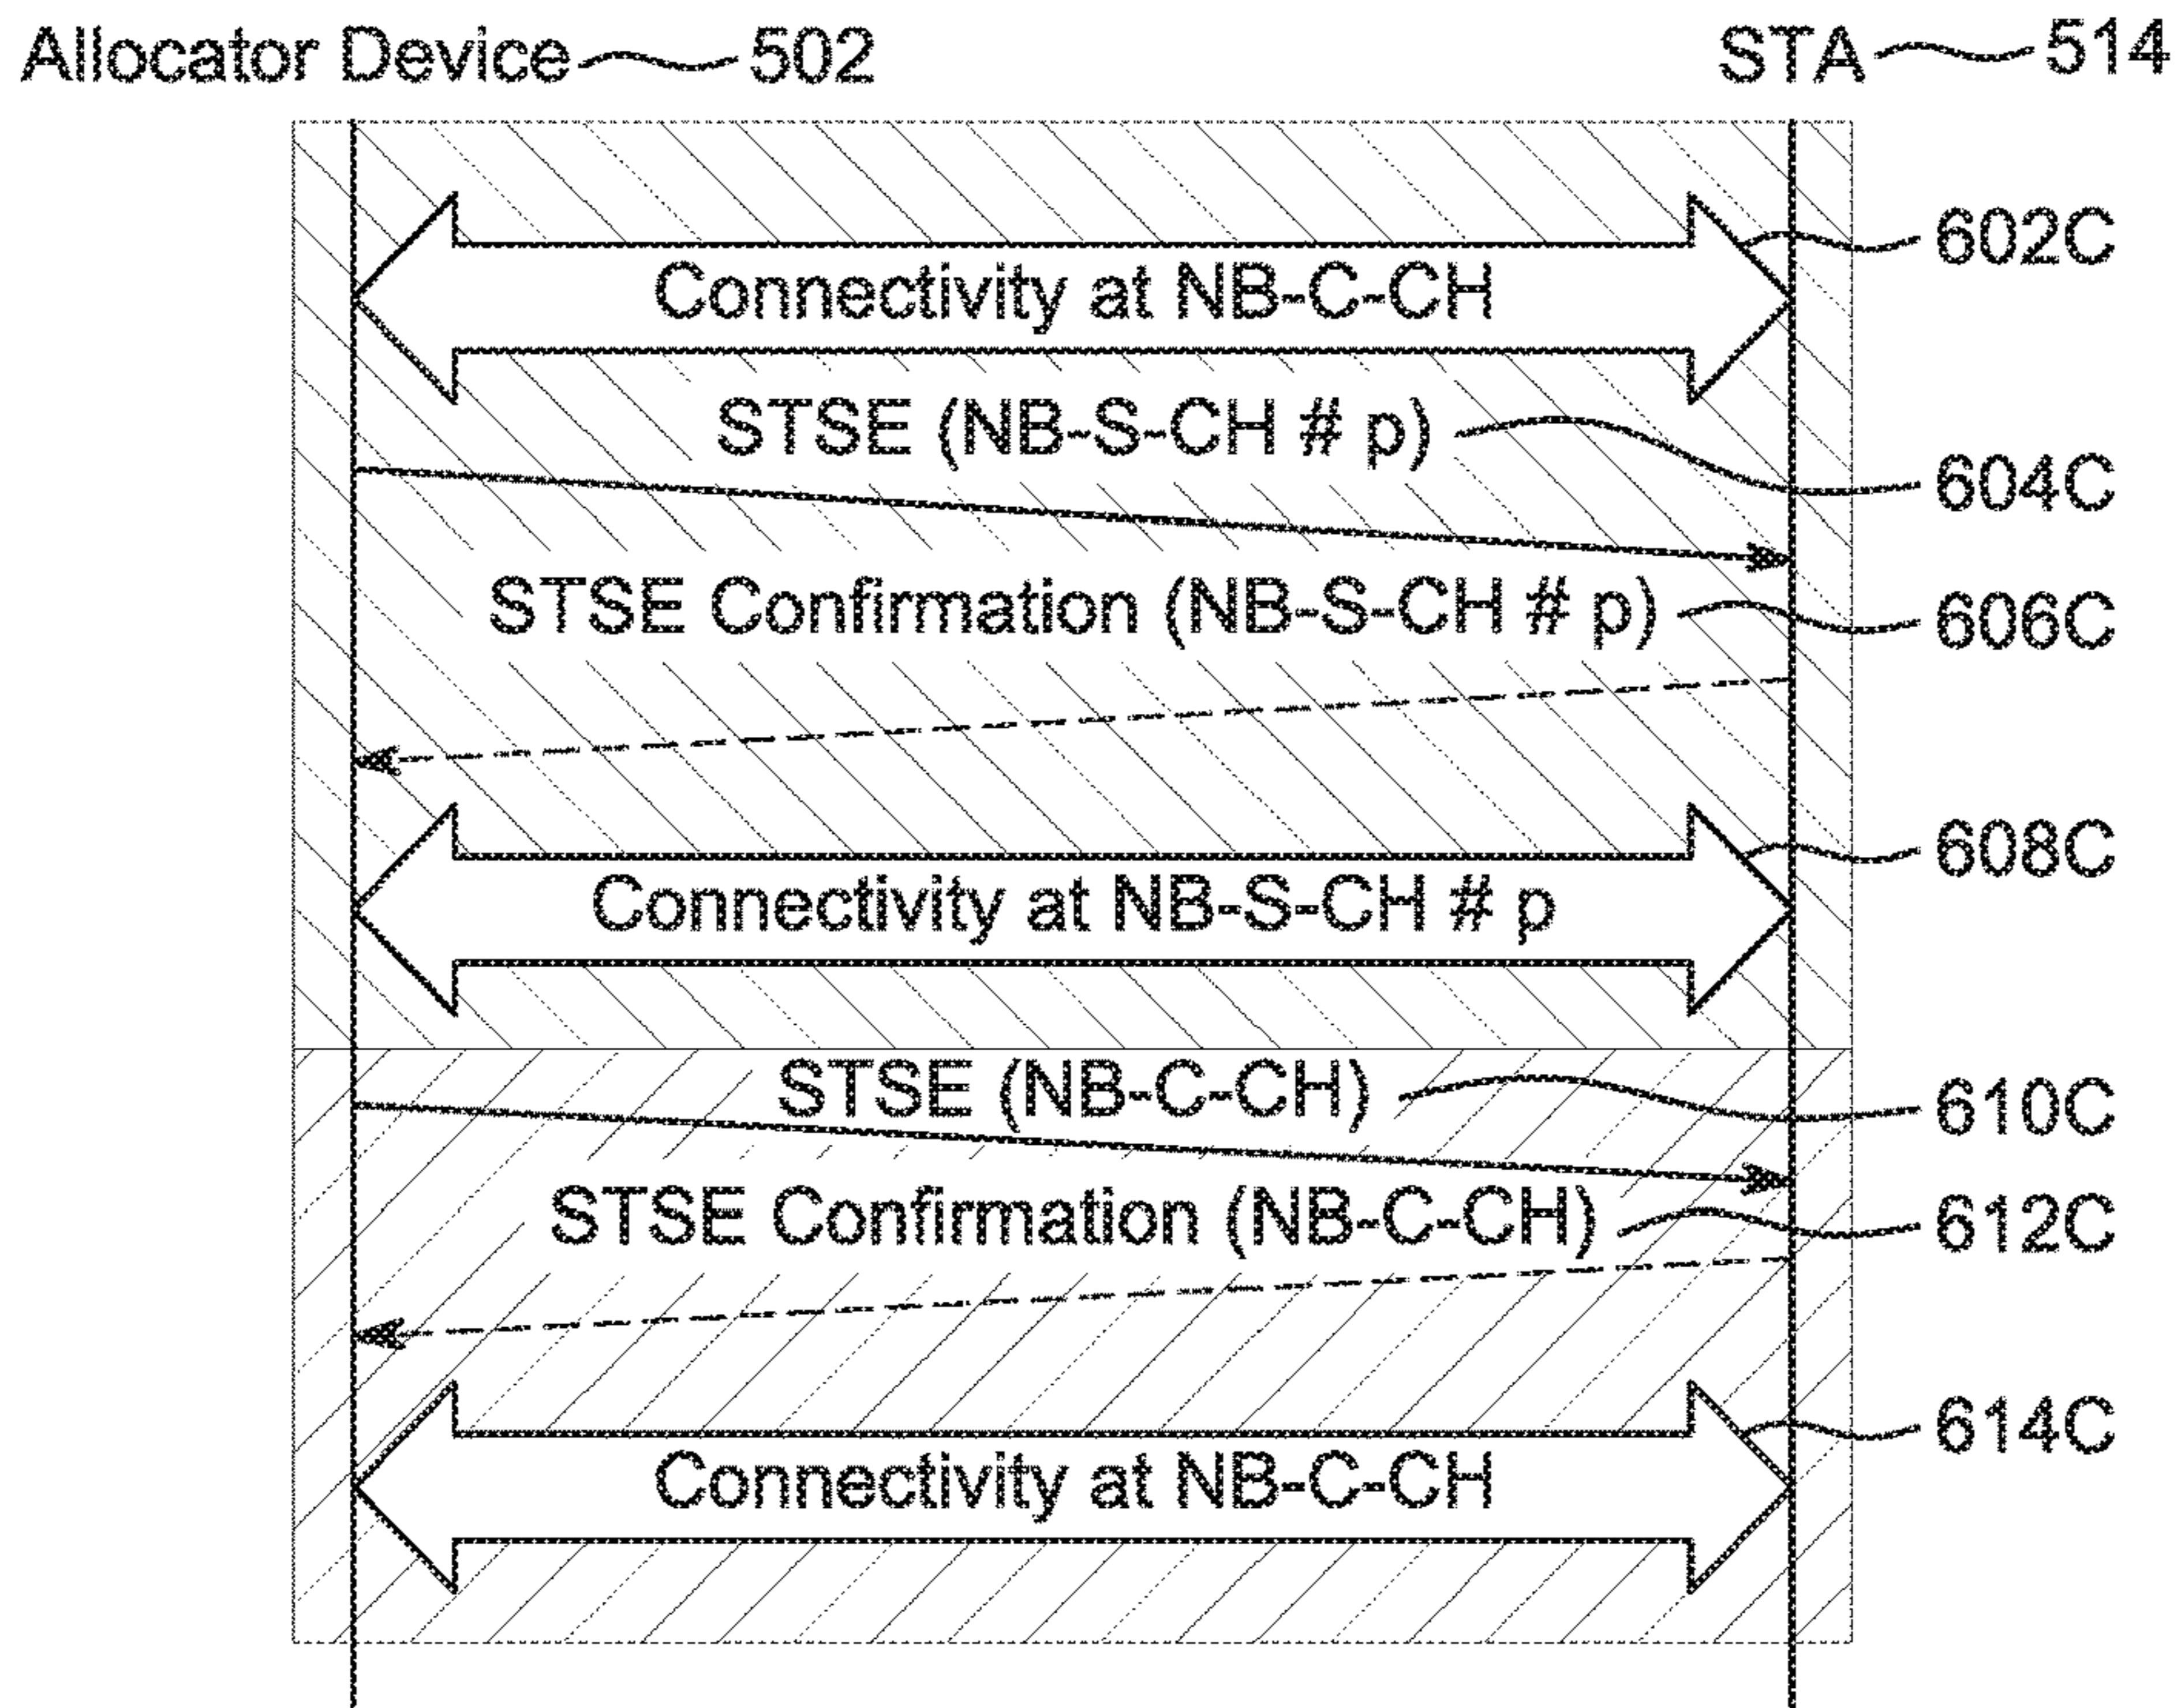 Allocator Device 502 STA 514
602C
Connectivity at NB-C-CH
STSE (NB-S-CH # p)
604C
STSE Confirmation (NB-S-CH # p) 606C
608C
Connectivity at NB-S-CH # p
STSE (NB-C-CH) 610C
STSE Confirmation (NB-C-CH) 612C
614C
Connectivity at NB-C-CH